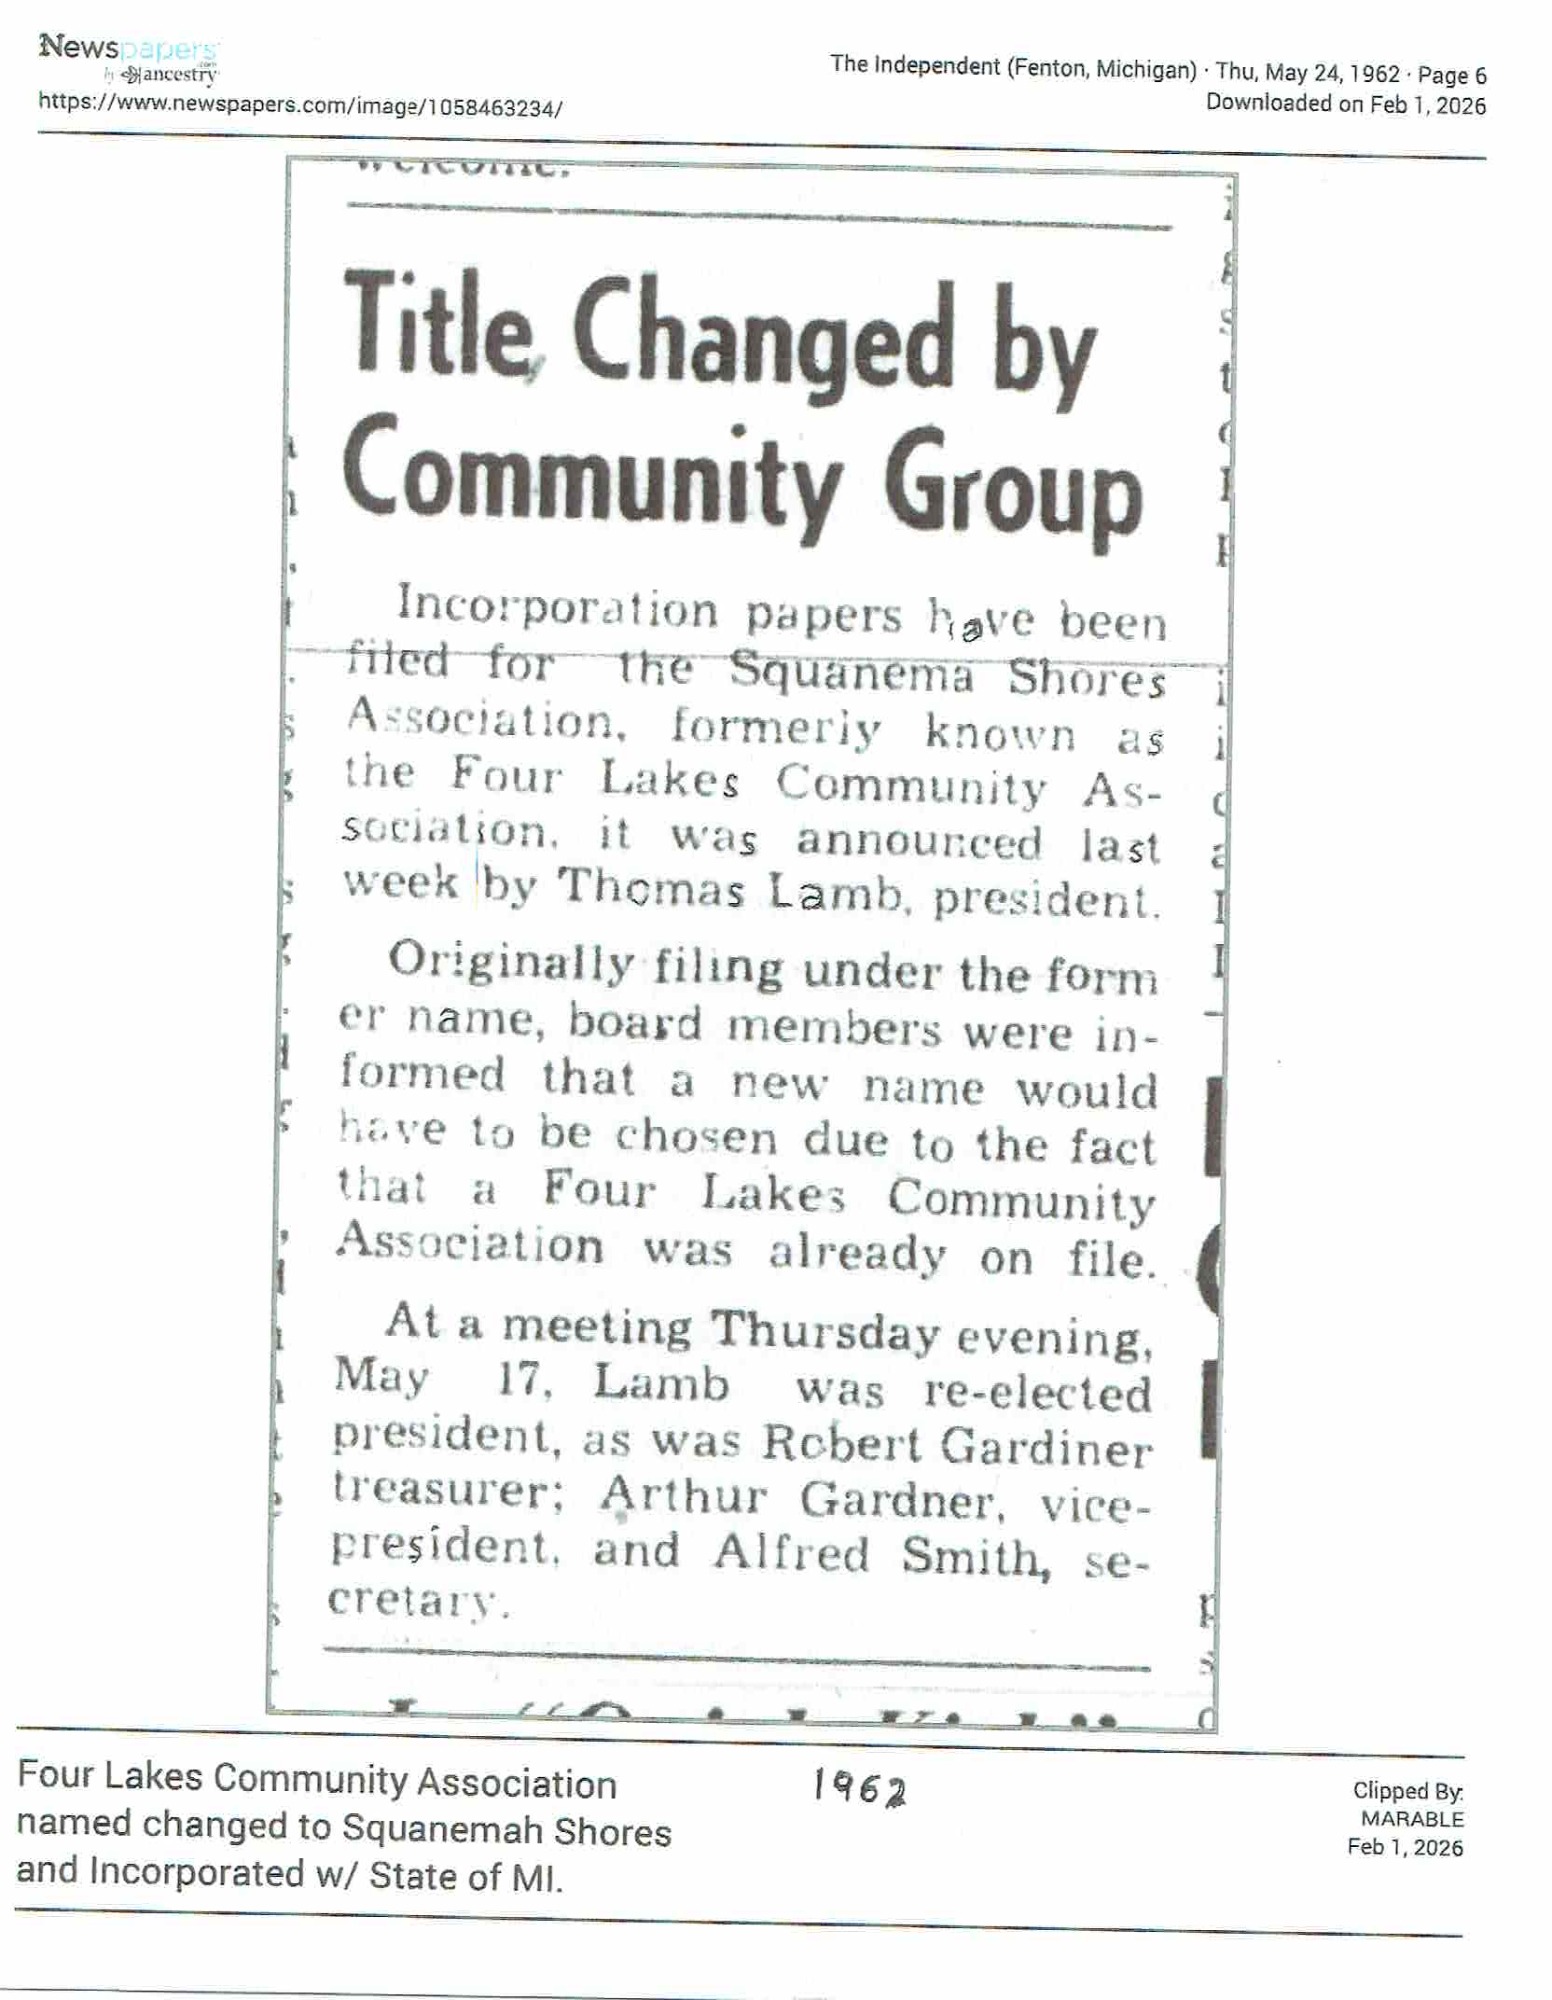 Newspapers
by ancestry
.com
https://www.newspapers.com/image/1058463234/
The Independent (Fenton, Michigan) · Thu, May 24, 1962 · Page 6
Downloaded on Feb 1, 2026
welcome.
Title Changed by
Community Group
Incorporation papers have been
filed for the Squanema Shores
Association, formerly known as
the Four Lakes Community As-
sociation, it was announced last
week by Thomas Lamb, president.
Originally filing under the form
er name, board members were in-
formed that a new name would
have to be chosen due to the fact
that a Four Lakes Community
Association was already on file.
At a meeting Thursday evening,
May 17, Lamb was re-elected
president, as was Robert Gardiner
treasurer; Arthur Gardner, vice-
president, and Alfred Smith, se-
cretary.
Four Lakes Community Association
named changed to Squanemah Shores
and Incorporated w/ State of MI.
1962
Clipped By:
MARABLE
Feb 1, 2026